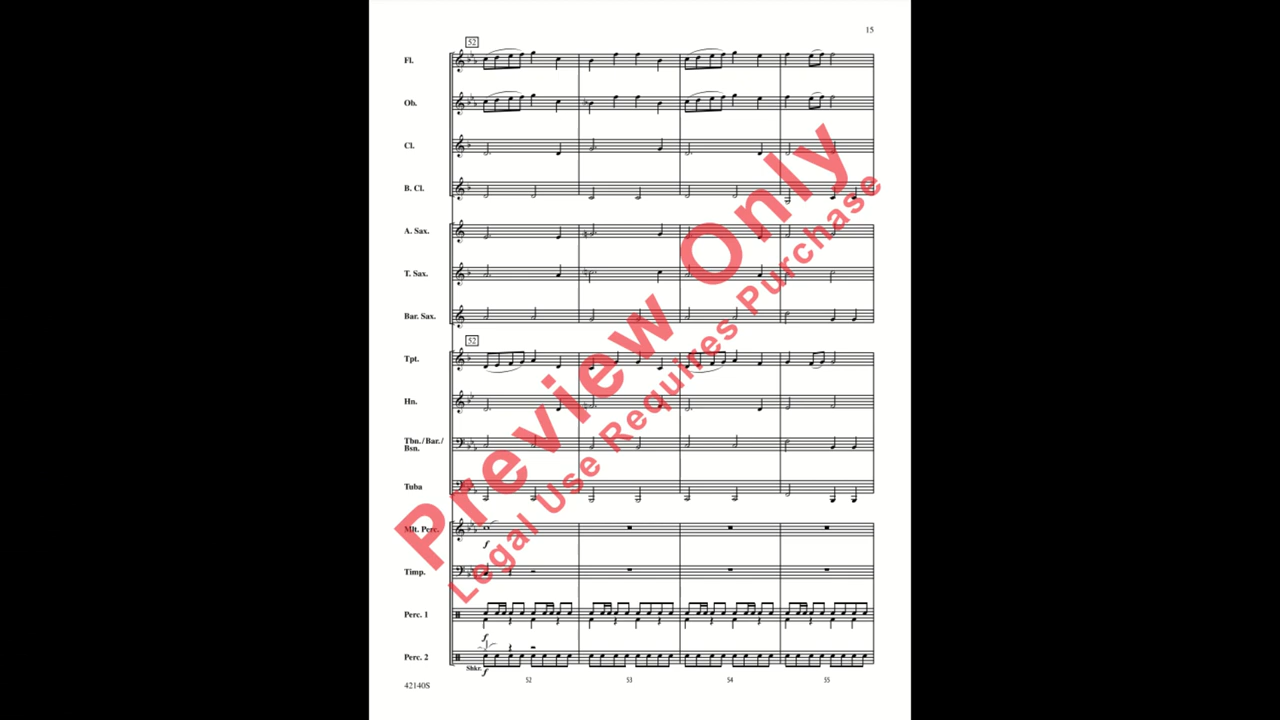 15
52
Fl.
Ob.
Cl.
B. Cl.
A. Sax.
T. Sax.
Bar. Sax.
52
Tpt.
Hn.
Tbn./Bar./
Bsn.
Tuba
Mlt. Perc.
f
Timp.
Perc. 1
f
Perc. 2
Shkr.
f
42140S
52
53
54
55
Preview Only
Legal Use Requires Purchase